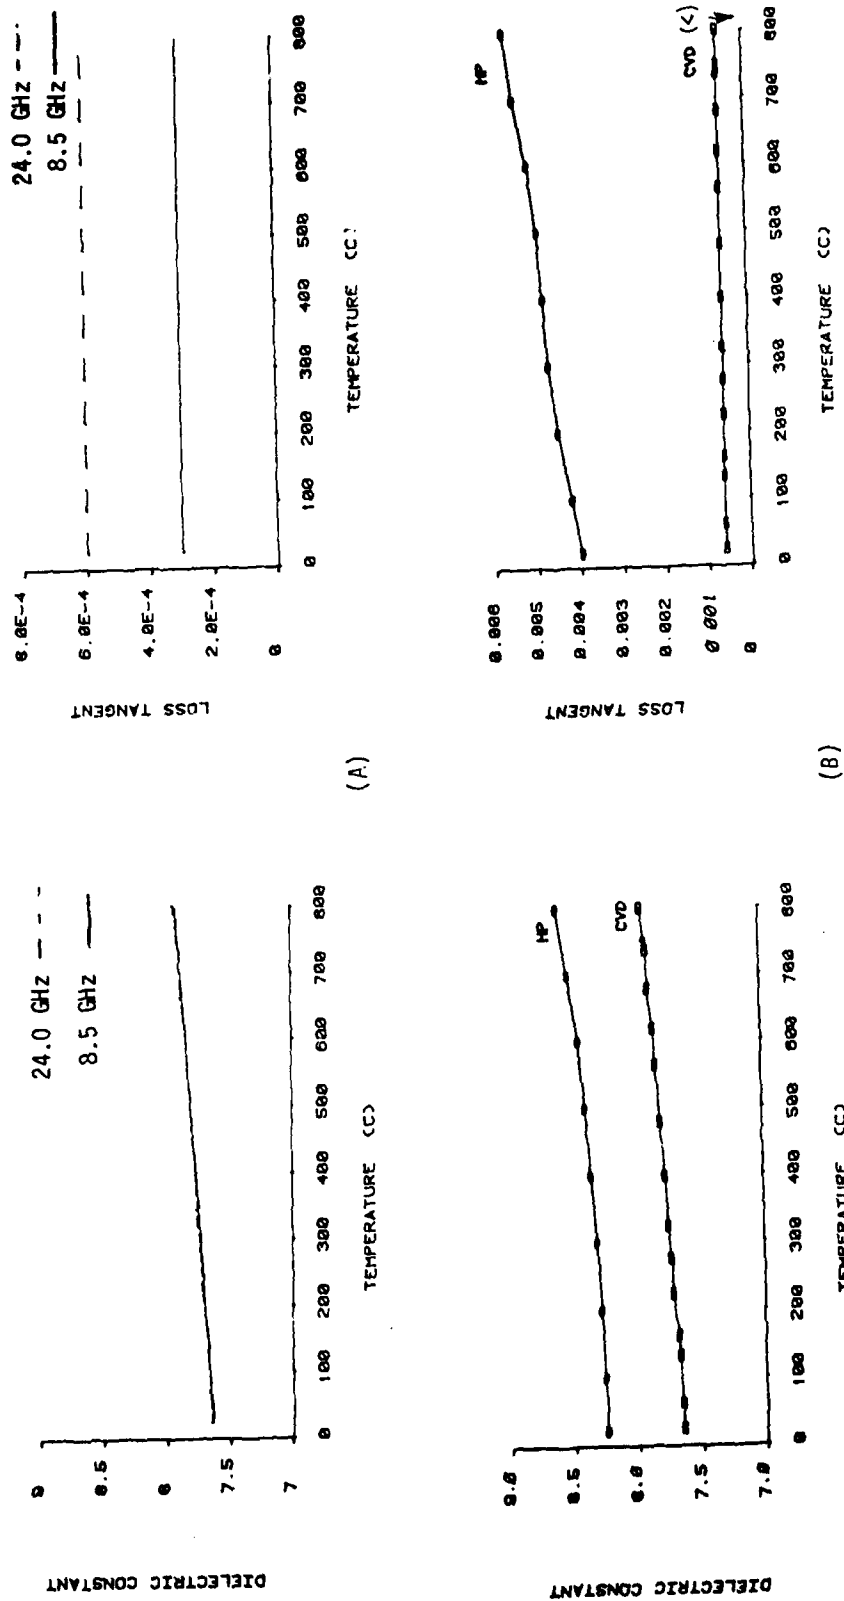 24.0 GHz
8.5 GHz
9
8.5
8
7.5
7
0 100 200 300 400 500 600 700 800
TEMPERATURE (C)
DIELECTRIC CONSTANT
24.0 GHz
8.5 GHz
8.0E-4
6.0E-4
4.0E-4
2.0E-4
0
0 100 200 300 400 500 600 700 800
TEMPERATURE (C)
LOSS TANGENT
(A)
HP
CVD
9.0
8.5
8.0
7.5
7.0
0 100 200 300 400 500 600 700 800
TEMPERATURE (C)
DIELECTRIC CONSTANT
HP
CVD (<)
0.006
0.005
0.004
0.003
0.002
0.001
0
0 100 200 300 400 500 600 700 800
TEMPERATURE (C)
LOSS TANGENT
(B)